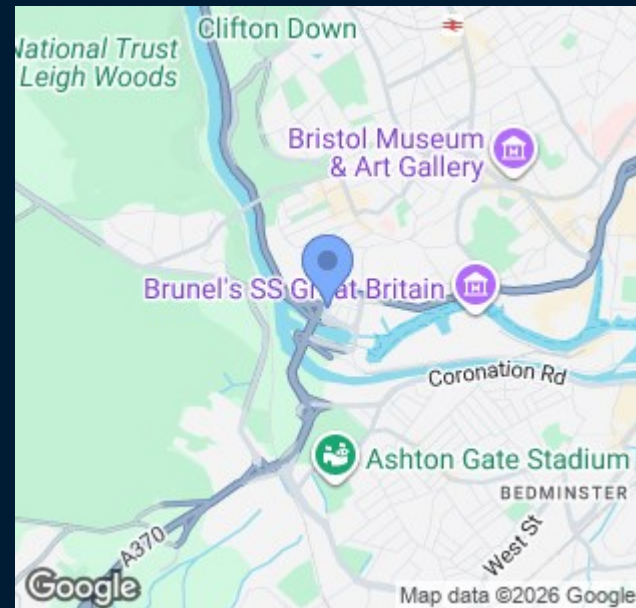 National Trust
Leigh Woods
Clifton Down
Bristol Museum
& Art Gallery
Brunel's SS Great Britain
Coronation Rd
Ashton Gate Stadium
BEDMINSTER
A370
West St
Google
Map data ©2026 Google